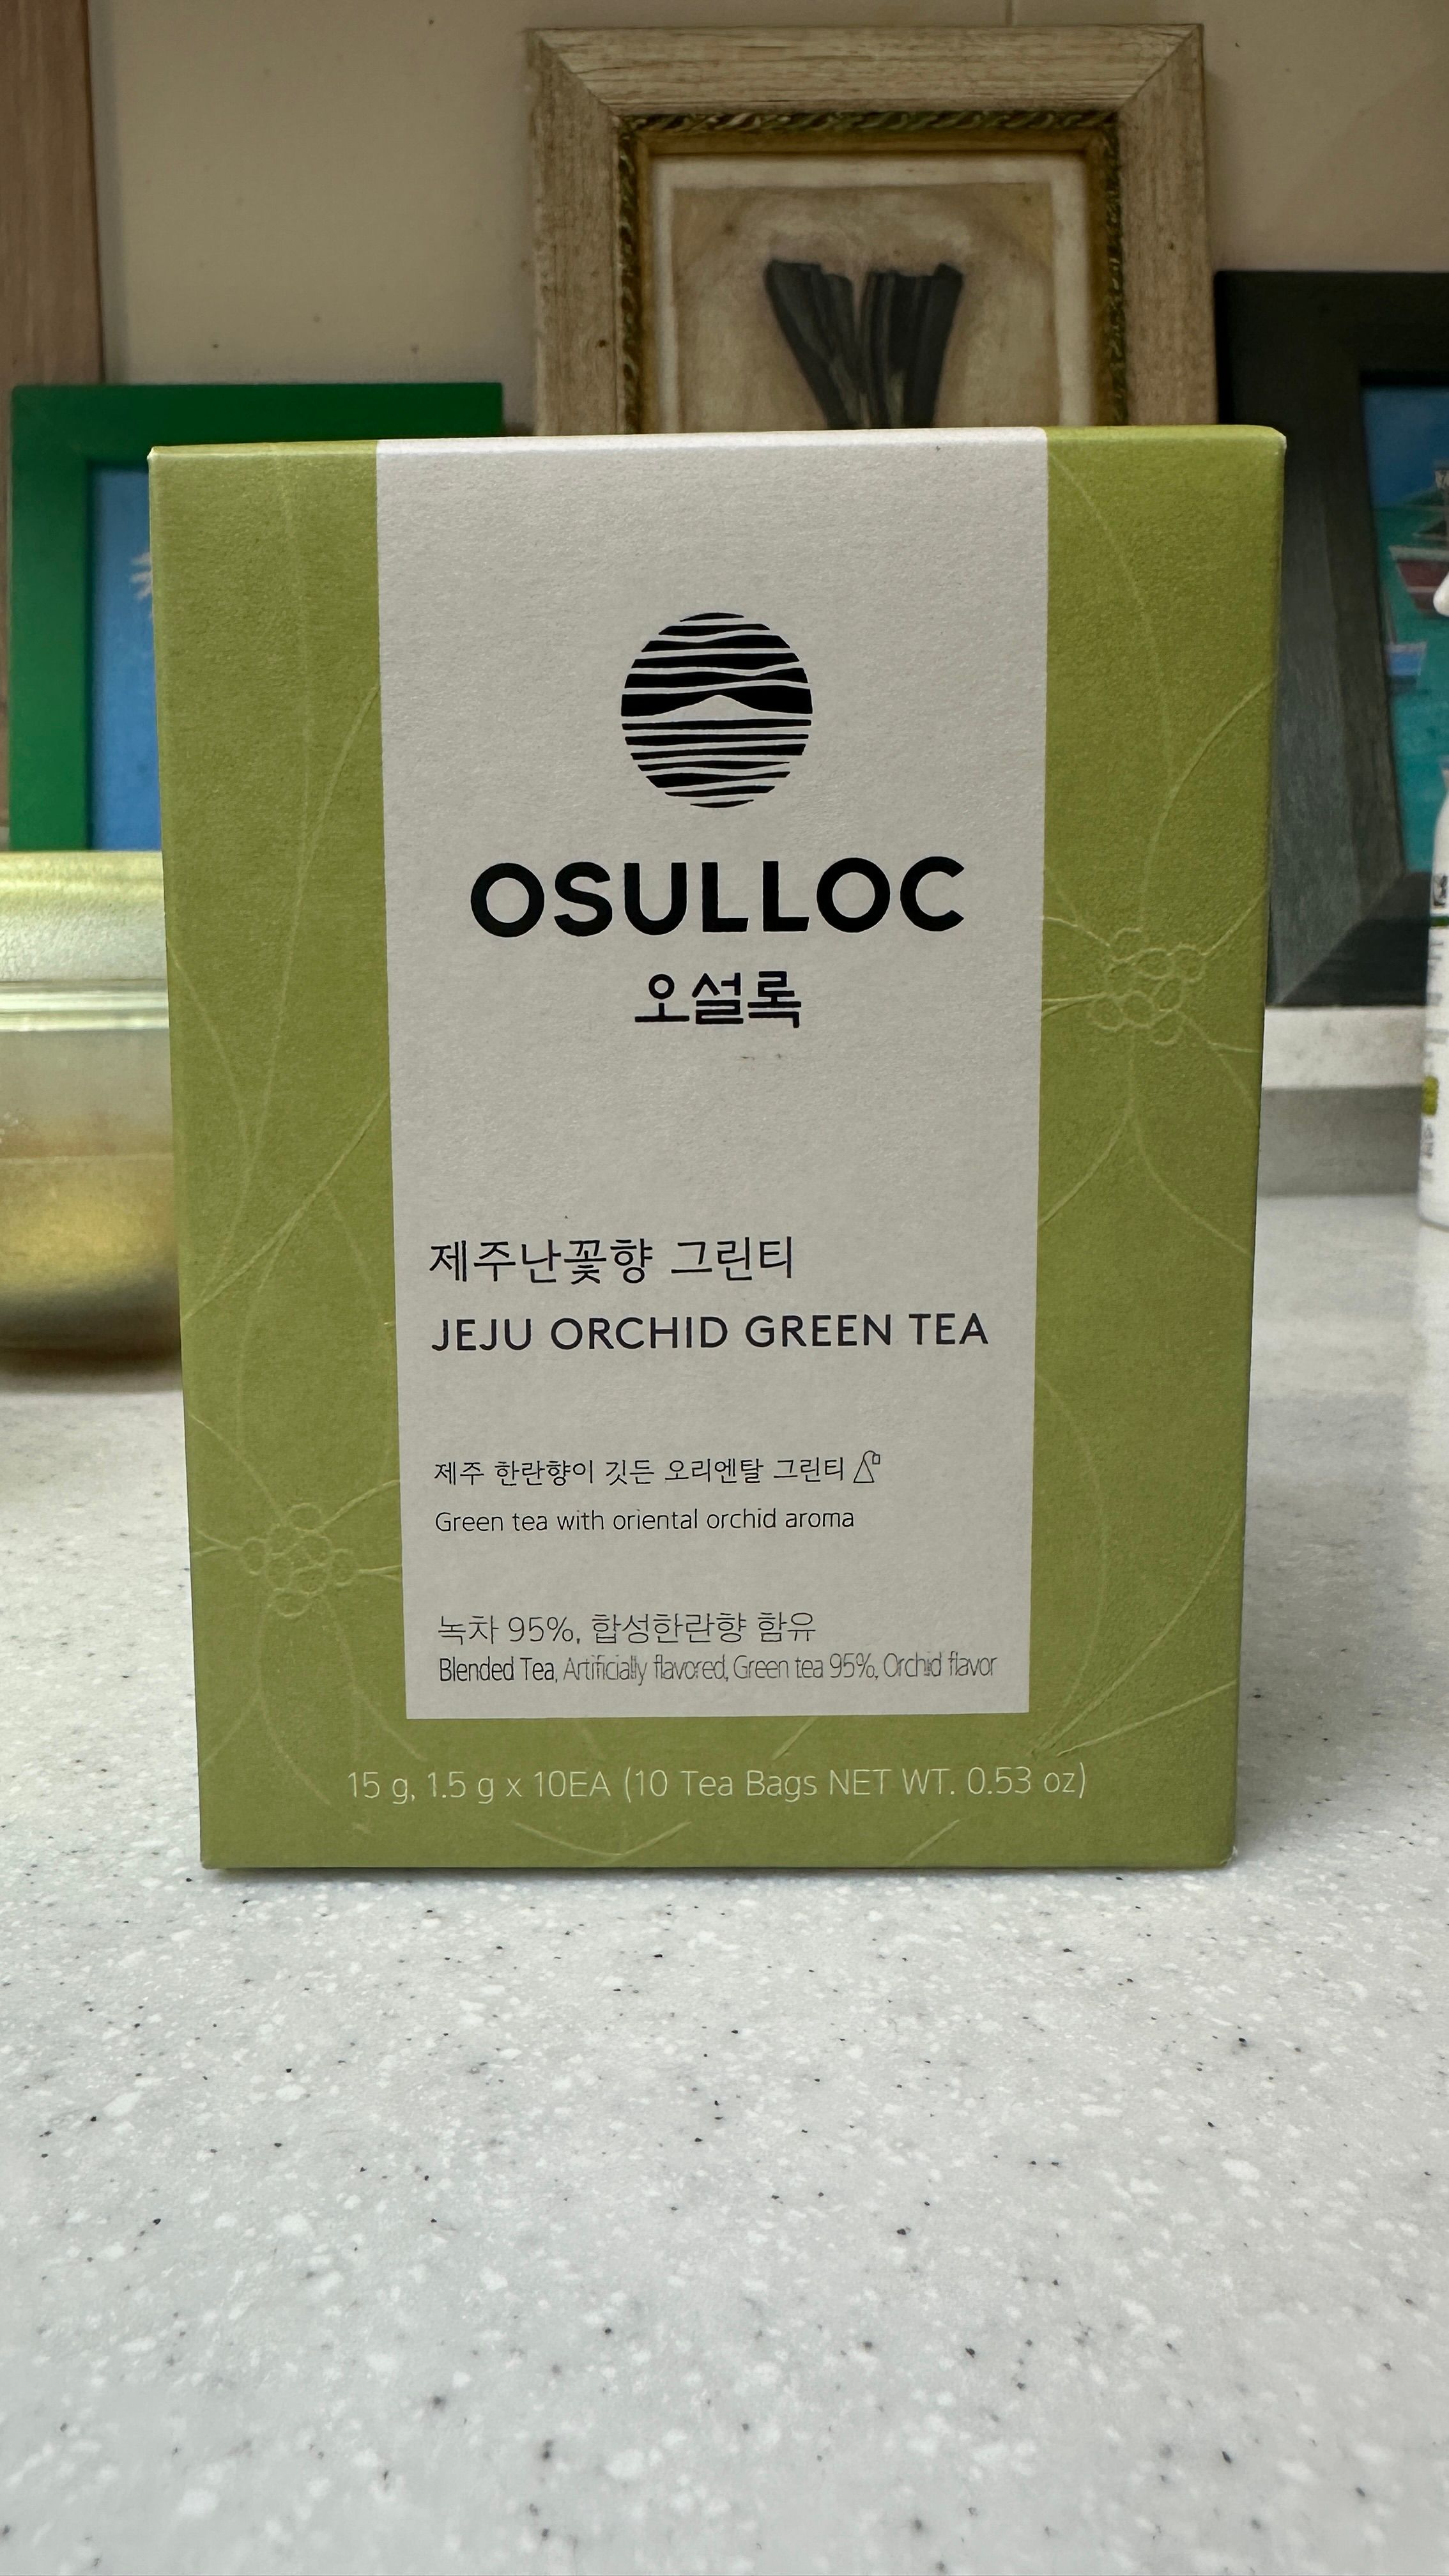 OSULLOC
오설록
제주난꽃향 그린티
JEJU ORCHID GREEN TEA
제주 한란향이 깃든 오리엔탈 그린티
Green tea with oriental orchid aroma
녹차 95%, 합성한란향 함유
Blended Tea, Artificially flavored, Green tea 95%, Orchid flavor
15 g, 1.5 g x 10EA (10 Tea Bags NET WT. 0.53 oz)